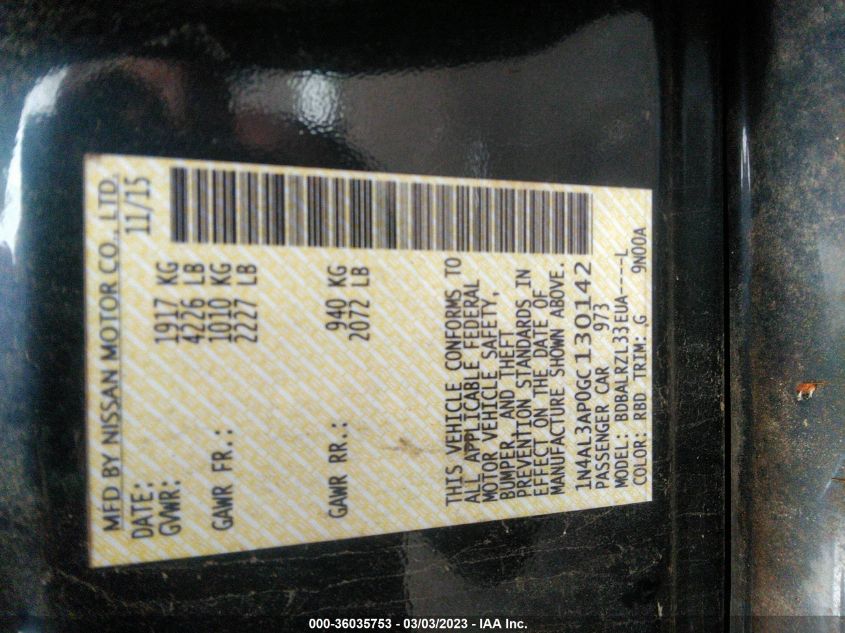 MFD BY NISSAN MOTOR CO., LTD.
DATE: 11/15
GVWR: 1917 KG
4226 LB
GAWR FR.: 1010 KG
2227 LB
GAWR RR.: 940 KG
2072 LB
THIS VEHICLE CONFORMS TO
ALL APPLICABLE FEDERAL
MOTOR VEHICLE SAFETY,
BUMPER, AND THEFT
PREVENTION STANDARDS IN
EFFECT ON THE DATE OF
MANUFACTURE SHOWN ABOVE.
1N4AL3AP0GC130142
PASSENGER CAR 973
MODEL: BDBALRZL33EUA----L
COLOR: RBD TRIM: G 9N00A
000-36035753 - 03/03/2023 - IAA Inc.